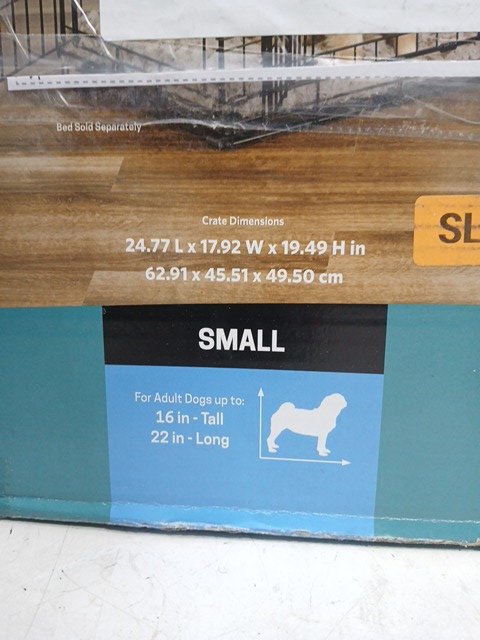 Bed Sold Separately
Crate Dimensions
24.77 L x 17.92 W x 19.49 H in
62.91 x 45.51 x 49.50 cm
SL
SMALL
For Adult Dogs up to:
16 in - Tall
22 in - Long